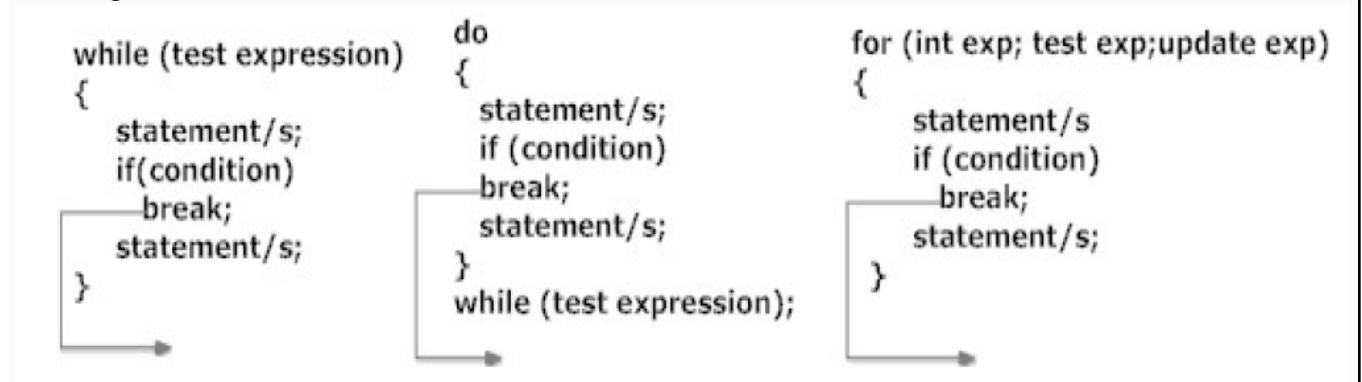 while (test expression)
{
statement/s;
if(condition)
break;
statement/s;
}
do
{
statement/s;
if (condition)
break;
statement/s;
}
while (test expression);
for (int exp; test exp;update exp)
{
statement/s
if (condition)
break;
statement/s;
}